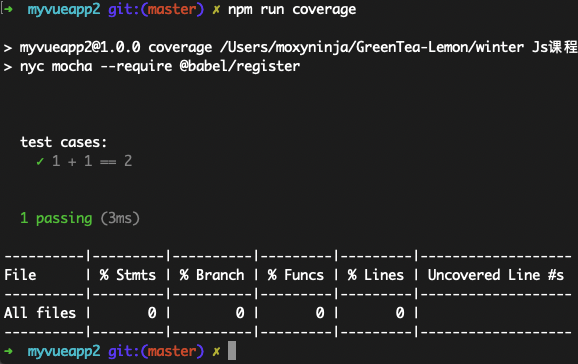 ➜  myvueapp2 git:(master) ✗ npm run coverage
> myvueapp2@1.0.0 coverage /Users/moxyninja/GreenTea-Lemon/winter Js课程
> nyc mocha --require @babel/register
  test cases:
    ✓ 1 + 1 == 2
  1 passing (3ms)
----------|---------|----------|---------|---------|-------------------
File      | % Stmts | % Branch | % Funcs | % Lines | Uncovered Line #s
----------|---------|----------|---------|---------|-------------------
All files |       0 |        0 |       0 |       0 |
----------|---------|----------|---------|---------|-------------------
➜  myvueapp2 git:(master) ✗